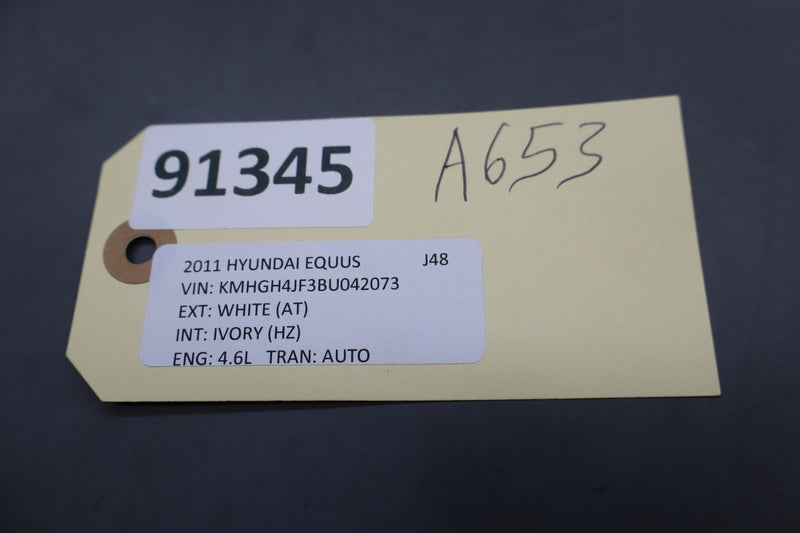 91345
A653
2011 HYUNDAI EQUUS J48
VIN: KMHGH4JF3BU042073
EXT: WHITE (AT)
INT: IVORY (HZ)
ENG: 4.6L TRAN: AUTO